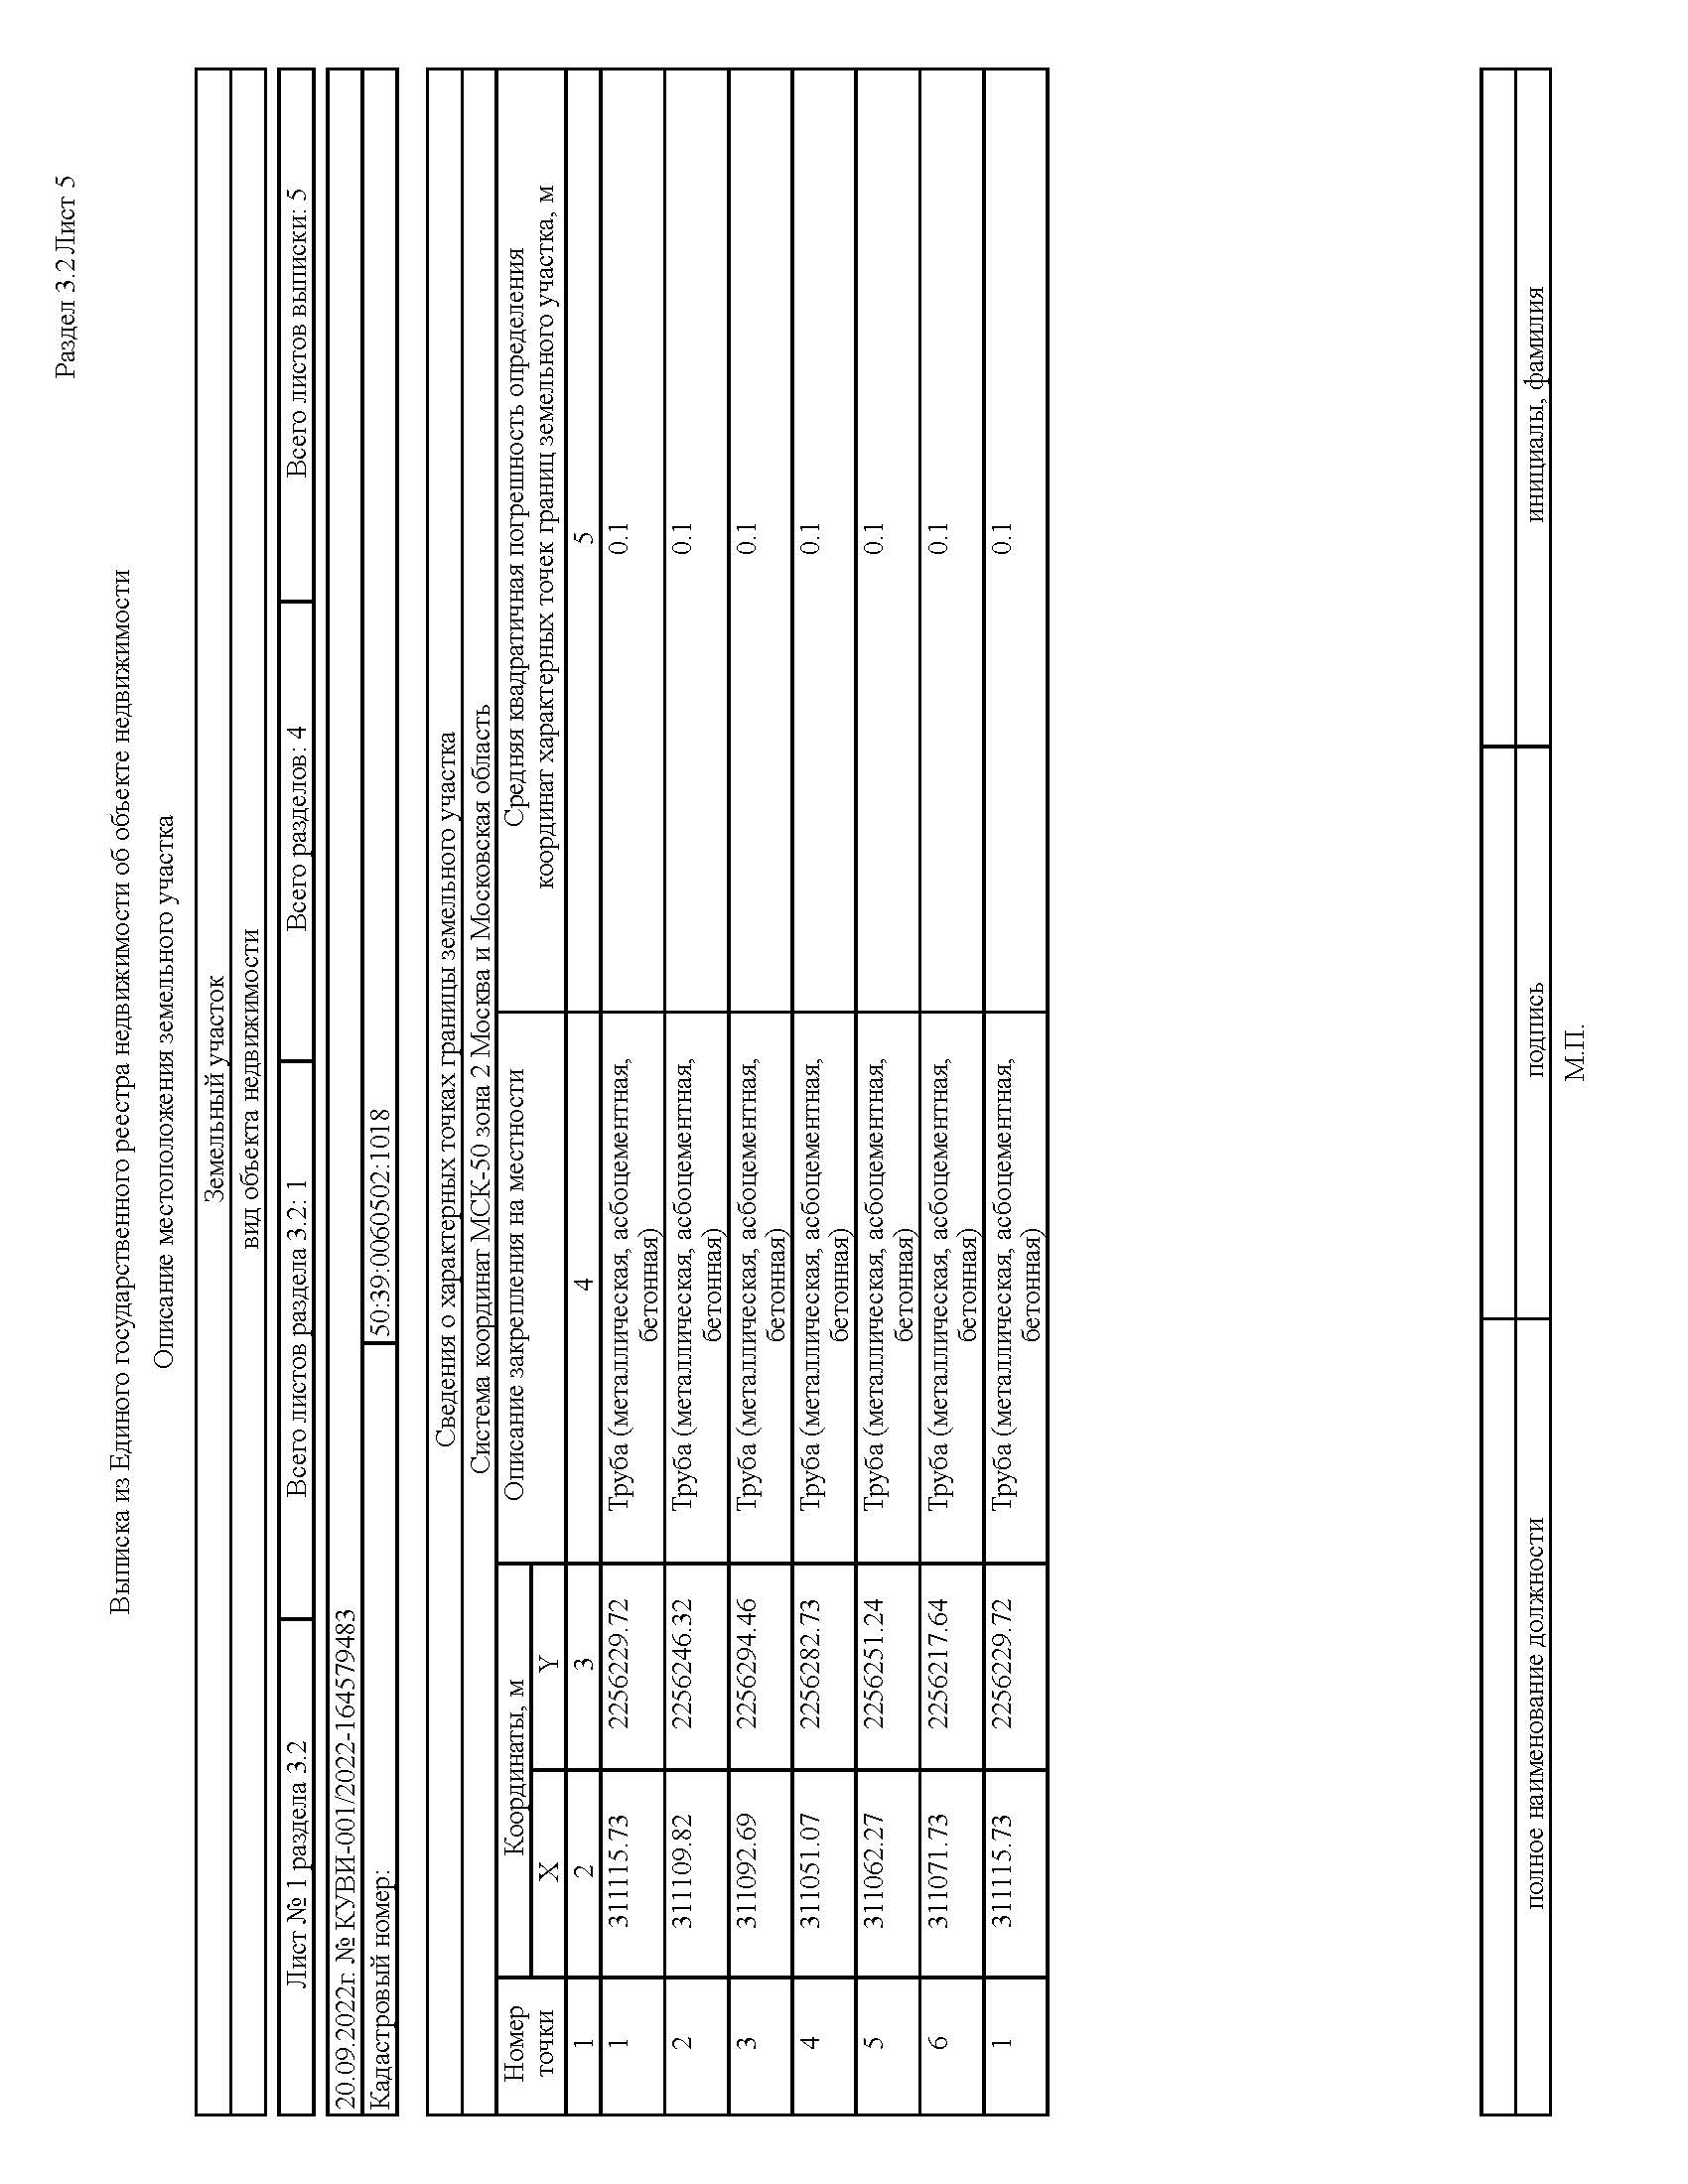 Раздел 3.2 Лист 5
Выписка из Единого государственного реестра недвижимости об объекте недвижимости
Описание местоположения земельного участка
Земельный участок
вид объекта недвижимости
Лист № 1 раздела 3.2 Всего листов раздела 3.2: 1 Всего разделов: 4 Всего листов выписки: 5
20.09.2022г. № КУВИ-001/2022-164579483
Кадастровый номер: 50:39:0060502:1018
Сведения о характерных точках границы земельного участка
Система координат МСК-50 зона 2 Москва и Московская область
Номер точки Координаты, м Описание закрепления на местности Средняя квадратичная погрешность определения
координат характерных точек границ земельного участка, м
X Y
1 2 3 4 5
1 311115.73 2256229.72 Труба (металлическая, асбоцементная, 0.1
бетонная)
2 311109.82 2256246.32 Труба (металлическая, асбоцементная, 0.1
бетонная)
3 311092.69 2256294.46 Труба (металлическая, асбоцементная, 0.1
бетонная)
4 311051.07 2256282.73 Труба (металлическая, асбоцементная, 0.1
бетонная)
5 311062.27 2256251.24 Труба (металлическая, асбоцементная, 0.1
бетонная)
6 311071.73 2256217.64 Труба (металлическая, асбоцементная, 0.1
бетонная)
1 311115.73 2256229.72 Труба (металлическая, асбоцементная, 0.1
бетонная)
полное наименование должности подпись инициалы, фамилия
М.П.